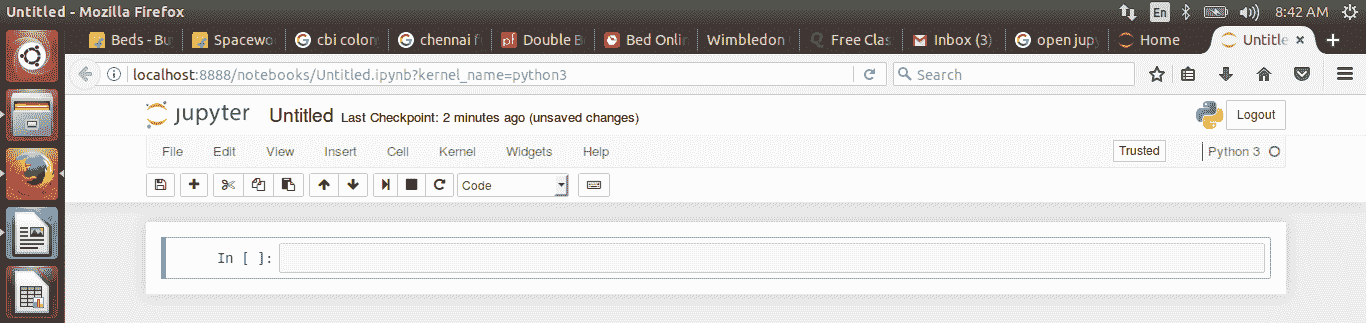 Untitled - Mozilla Firefox En 8:42 AM
Beds - Bu Spacewo cbi colon chennai f Double B Bed Onli Wimbledon Free Clas Inbox (3) open jup Home Untitle
localhost:8888/notebooks/Untitled.ipynb?kernel_name=python3 Search
jupyter Untitled Last Checkpoint: 2 minutes ago (unsaved changes) Logout
File Edit View Insert Cell Kernel Widgets Help Trusted Python 3
Code
In [ ]: